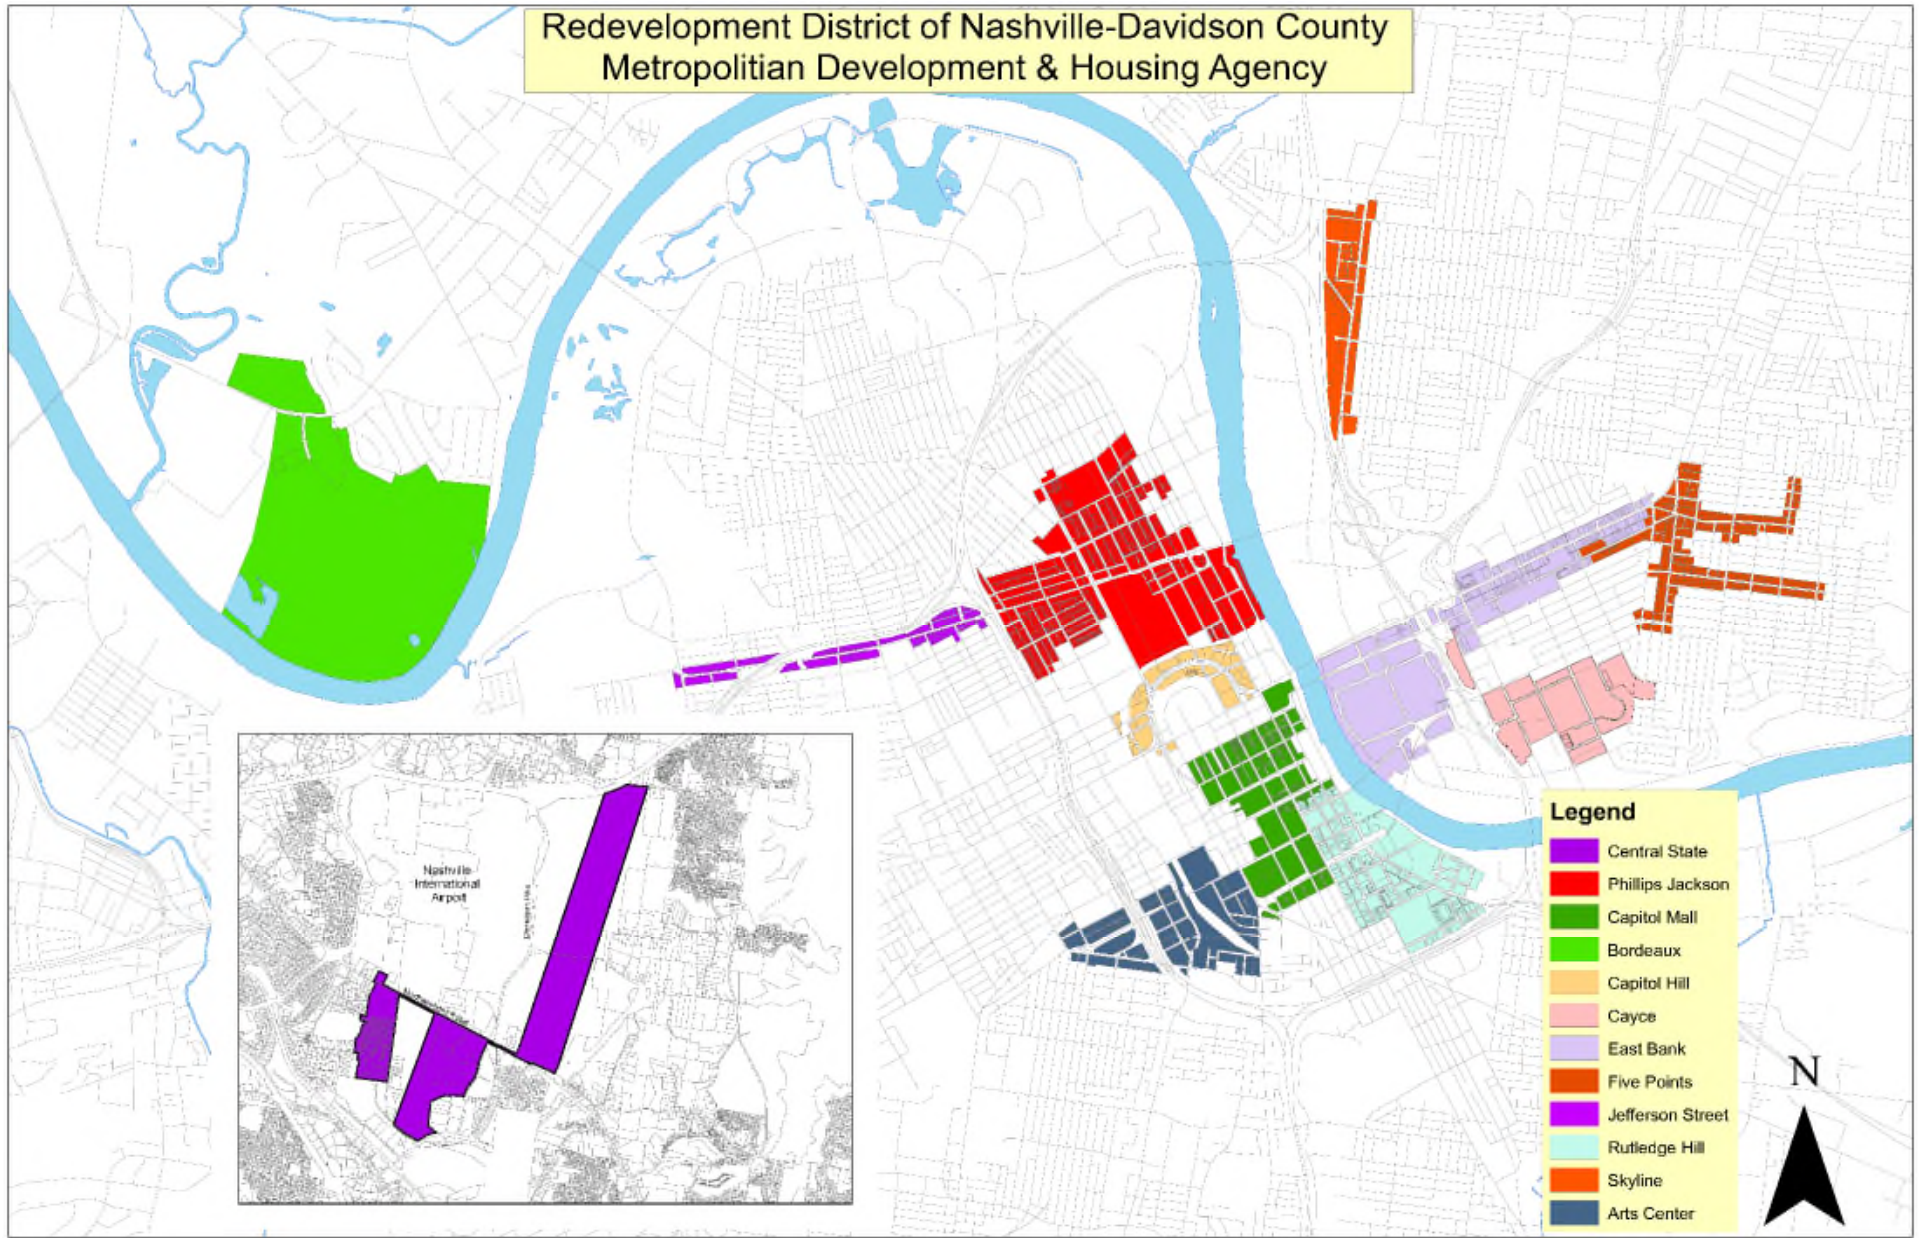 Redevelopment District of Nashville-Davidson County
Metropolitian Development & Housing Agency
Nashville
International
Airport
Legend
Central State
Phillips Jackson
Capitol Mall
Bordeaux
Capitol Hill
Cayce
East Bank
Five Points
Jefferson Street
Rutledge Hill
Skyline
Arts Center
N